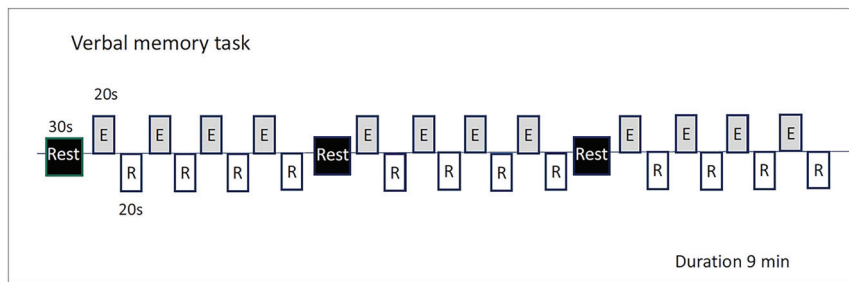 Verbal memory task
20s
30s
E E E E E E E E E E E E
Rest Rest Rest
R R R R R R R R R R R R
20s
Duration 9 min